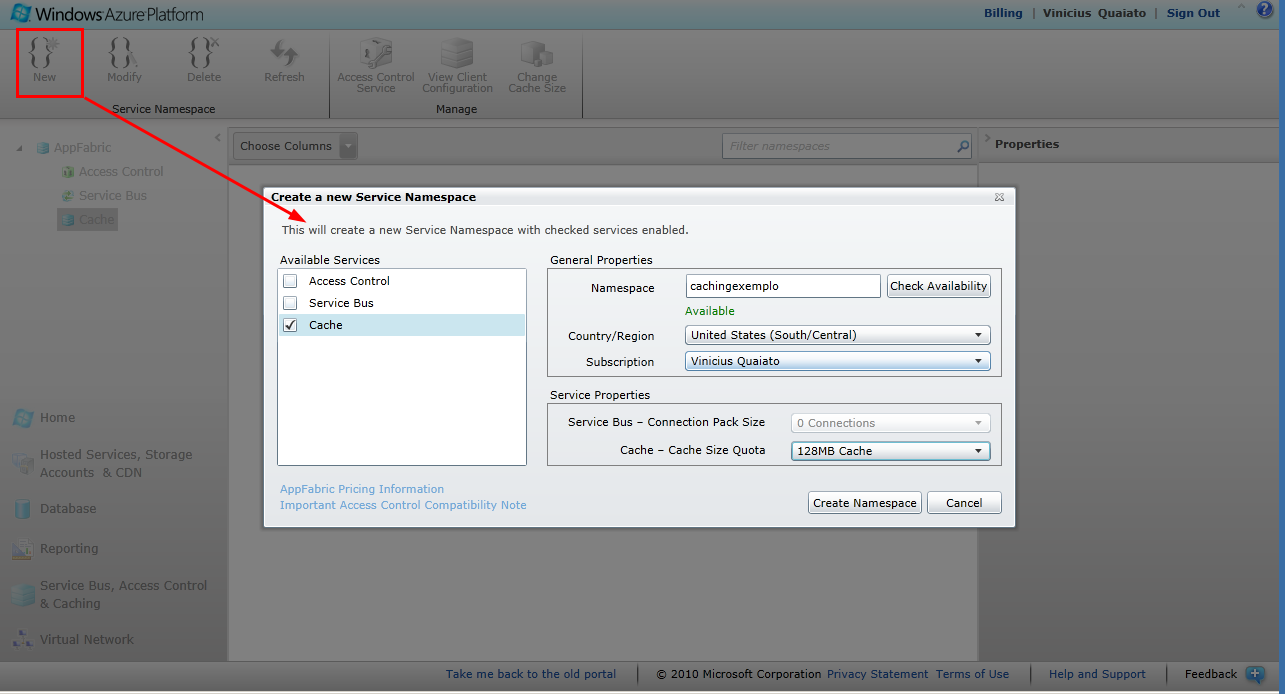 Windows Azure Platform
Billing | Vinicius Quaiato | Sign Out
New
Modify
Delete
Refresh
Service Namespace
Access Control Service
View Client Configuration
Change Cache Size
Manage
AppFabric
Access Control
Service Bus
Cache
Choose Columns
Filter namespaces
Properties
Create a new Service Namespace
This will create a new Service Namespace with checked services enabled.
Available Services
Access Control
Service Bus
Cache
General Properties
Namespace cachingexemplo Check Availability
Available
Country/Region United States (South/Central)
Subscription Vinicius Quaiato
Service Properties
Service Bus – Connection Pack Size 0 Connections
Cache – Cache Size Quota 128MB Cache
AppFabric Pricing Information
Important Access Control Compatibility Note
Create Namespace Cancel
Home
Hosted Services, Storage
Accounts & CDN
Database
Reporting
Service Bus, Access Control
& Caching
Virtual Network
Take me back to the old portal | © 2010 Microsoft Corporation Privacy Statement Terms of Use | Help and Support | Feedback